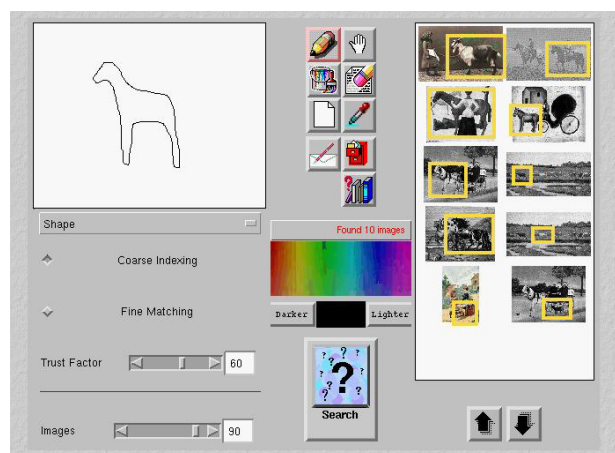 Shape
Found 10 images
Coarse Indexing
Fine Matching
Darker
Lighter
Trust Factor
60
Search
Images
90